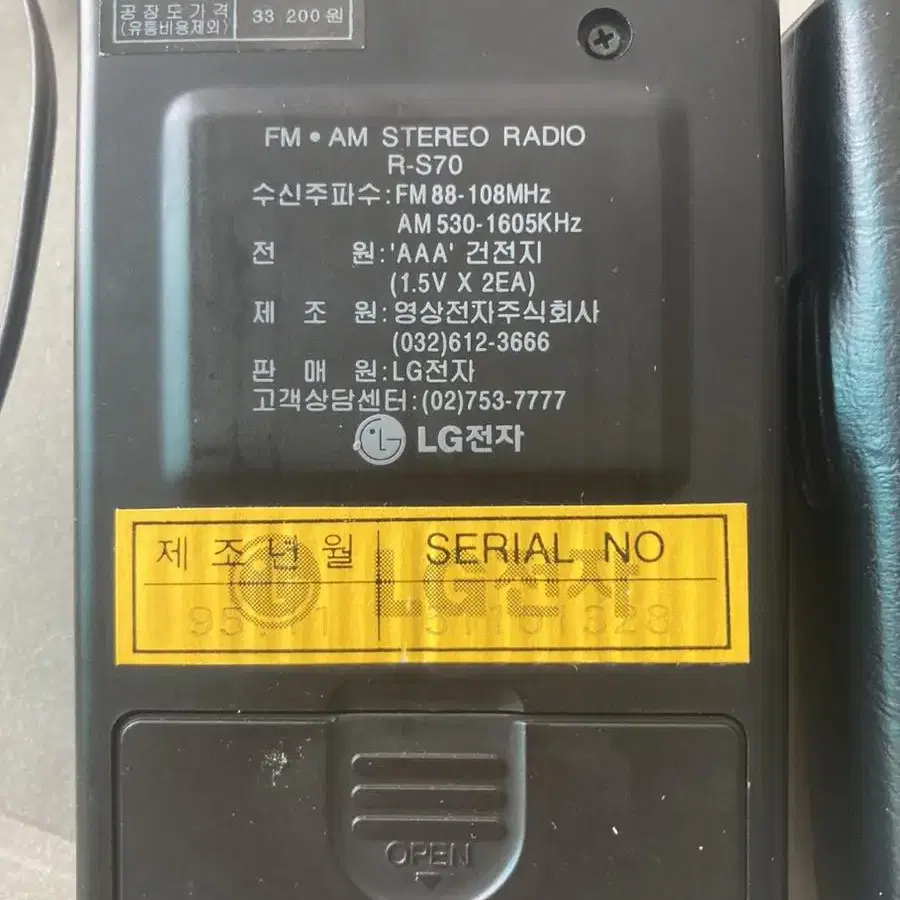 공장도가격 33 200원
(유통비용제외)
FM • AM STEREO RADIO
R-S70
수신주파수:FM 88-108MHz
AM 530-1605KHz
전 원:'AAA' 건전지
(1.5V X 2EA)
제 조 원:영상전자주식회사
(032)612-3666
판 매 원:LG전자
고객상담센터:(02)753-7777
LG전자
제 조 년 월 SERIAL NO
LG전자
95.11
OPEN